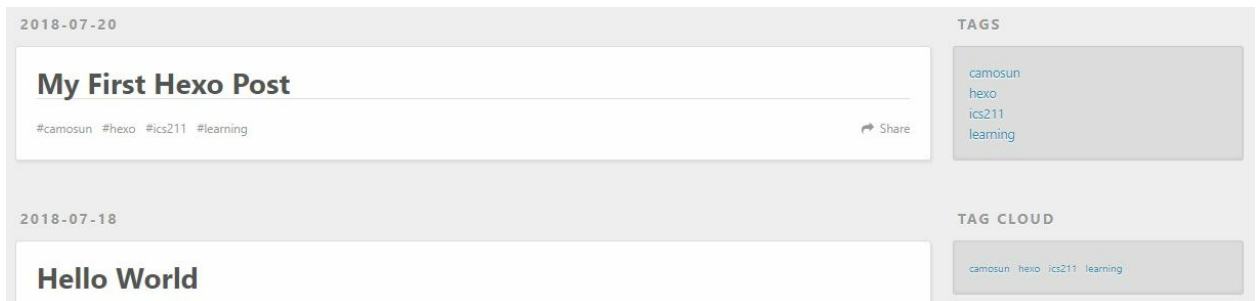 2018-07-20
My First Hexo Post
#camosun #hexo #ics211 #learning
Share
2018-07-18
Hello World
TAGS
camosun
hexo
ics211
learning
TAG CLOUD
camosun hexo ics211 learning